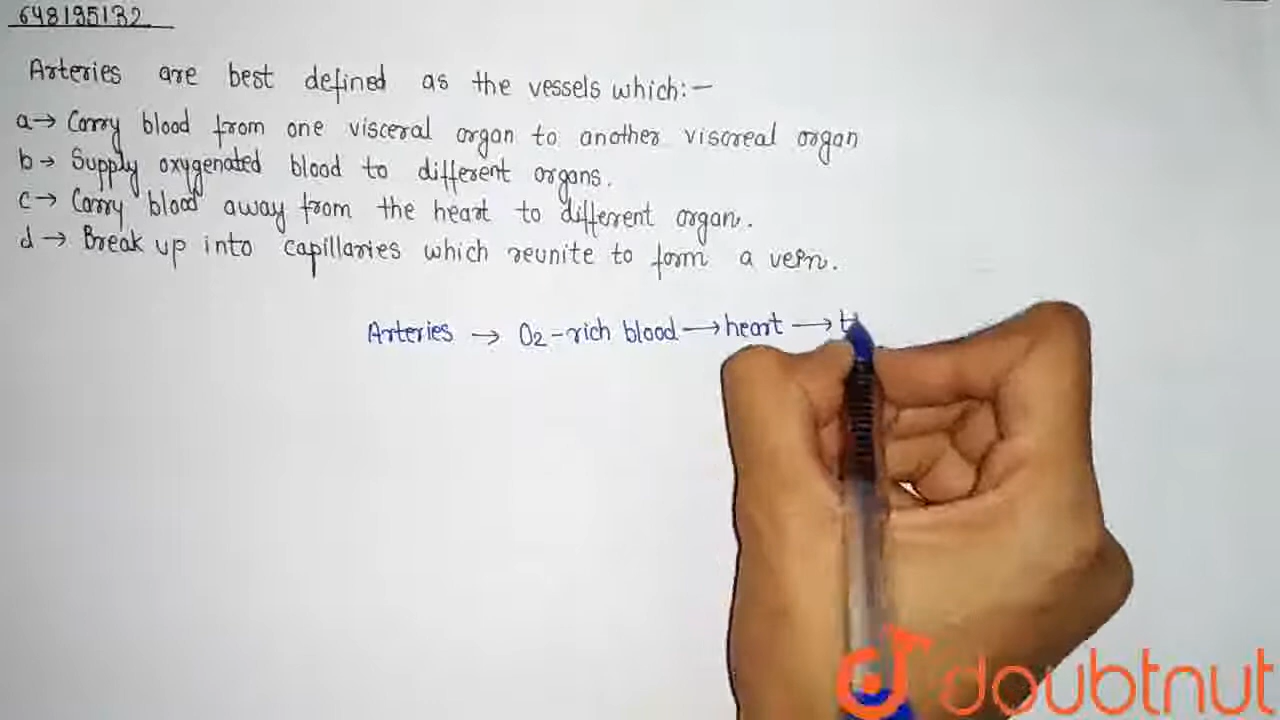 648195132
Arteries are best defined as the vessels which:-
a→ Carry blood from one visceral organ to another viscreal organ
b→ Supply oxygenated blood to different organs.
c→ Carry blood away from the heart to different organ.
d→ Break up into capillaries which reunite to form a vein.
Arteries → O2-rich blood → heart → t
doubtnut